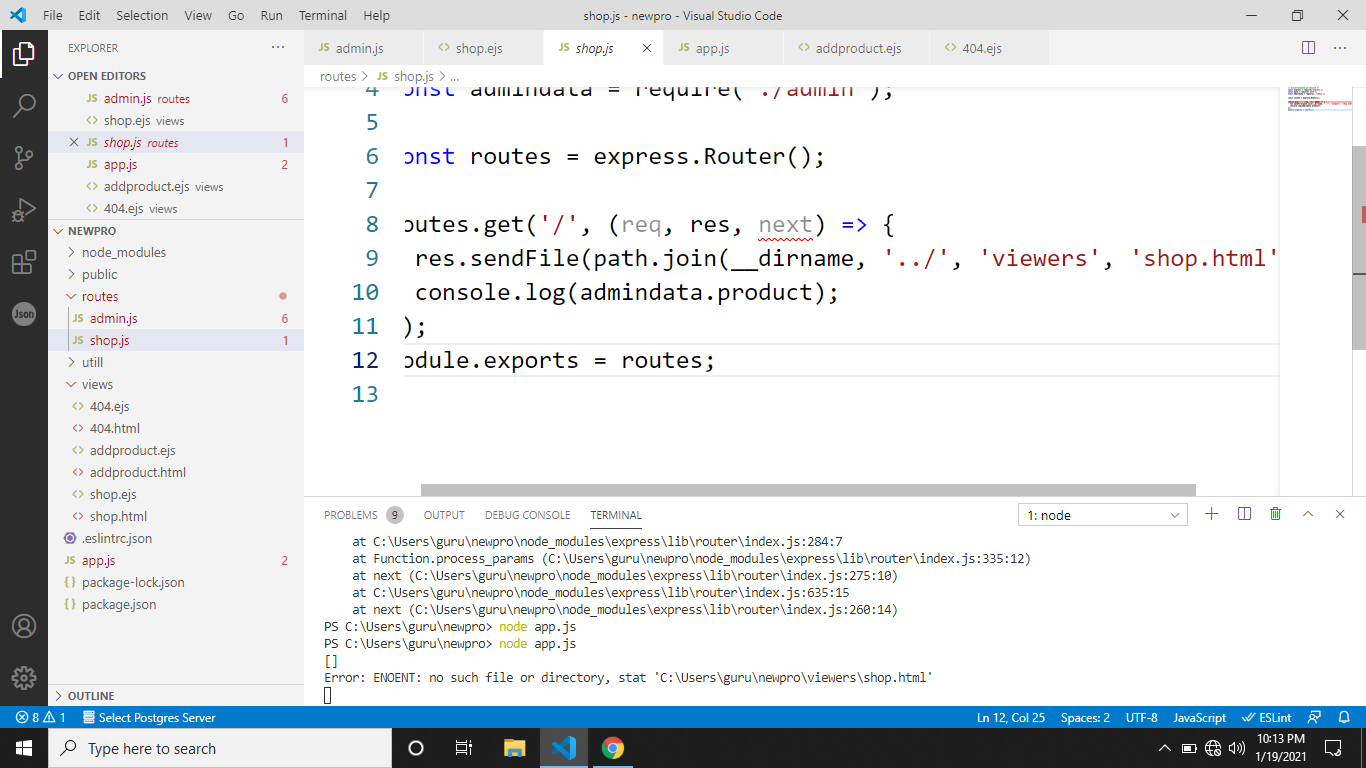 File Edit Selection View Go Run Terminal Help shop.js - newpro - Visual Studio Code
EXPLORER
JS admin.js <> shop.ejs JS shop.js JS app.js <> addproduct.ejs <> 404.ejs
OPEN EDITORS
JS admin.js routes 6
<> shop.ejs views
JS shop.js routes 1
JS app.js 2
<> addproduct.ejs views
<> 404.ejs views
NEWPRO
node_modules
public
routes
JS admin.js 6
JS shop.js 1
utill
views
<> 404.ejs
<> 404.html
<> addproduct.ejs
<> addproduct.html
<> shop.ejs
<> shop.html
.eslintrc.json
JS app.js 2
{} package-lock.json
{} package.json
OUTLINE
Json
routes > JS shop.js > ...
4 onst admindata = require('./admin');
5
6 onst routes = express.Router();
7
8 outes.get('/', (req, res, next) => {
9 res.sendFile(path.join(__dirname, '../', 'viewers', 'shop.html'
10 console.log(admindata.product);
11 );
12 odule.exports = routes;
13
PROBLEMS 9 OUTPUT DEBUG CONSOLE TERMINAL 1: node
at C:\Users\guru\newpro\node_modules\express\lib\router\index.js:284:7
at Function.process_params (C:\Users\guru\newpro\node_modules\express\lib\router\index.js:335:12)
at next (C:\Users\guru\newpro\node_modules\express\lib\router\index.js:275:10)
at C:\Users\guru\newpro\node_modules\express\lib\router\index.js:635:15
at next (C:\Users\guru\newpro\node_modules\express\lib\router\index.js:260:14)
PS C:\Users\guru\newpro> node app.js
PS C:\Users\guru\newpro> node app.js
[]
Error: ENOENT: no such file or directory, stat 'C:\Users\guru\newpro\viewers\shop.html'
8 1 Select Postgres Server Ln 12, Col 25 Spaces: 2 UTF-8 JavaScript ESLint
Type here to search
10:13 PM
1/19/2021